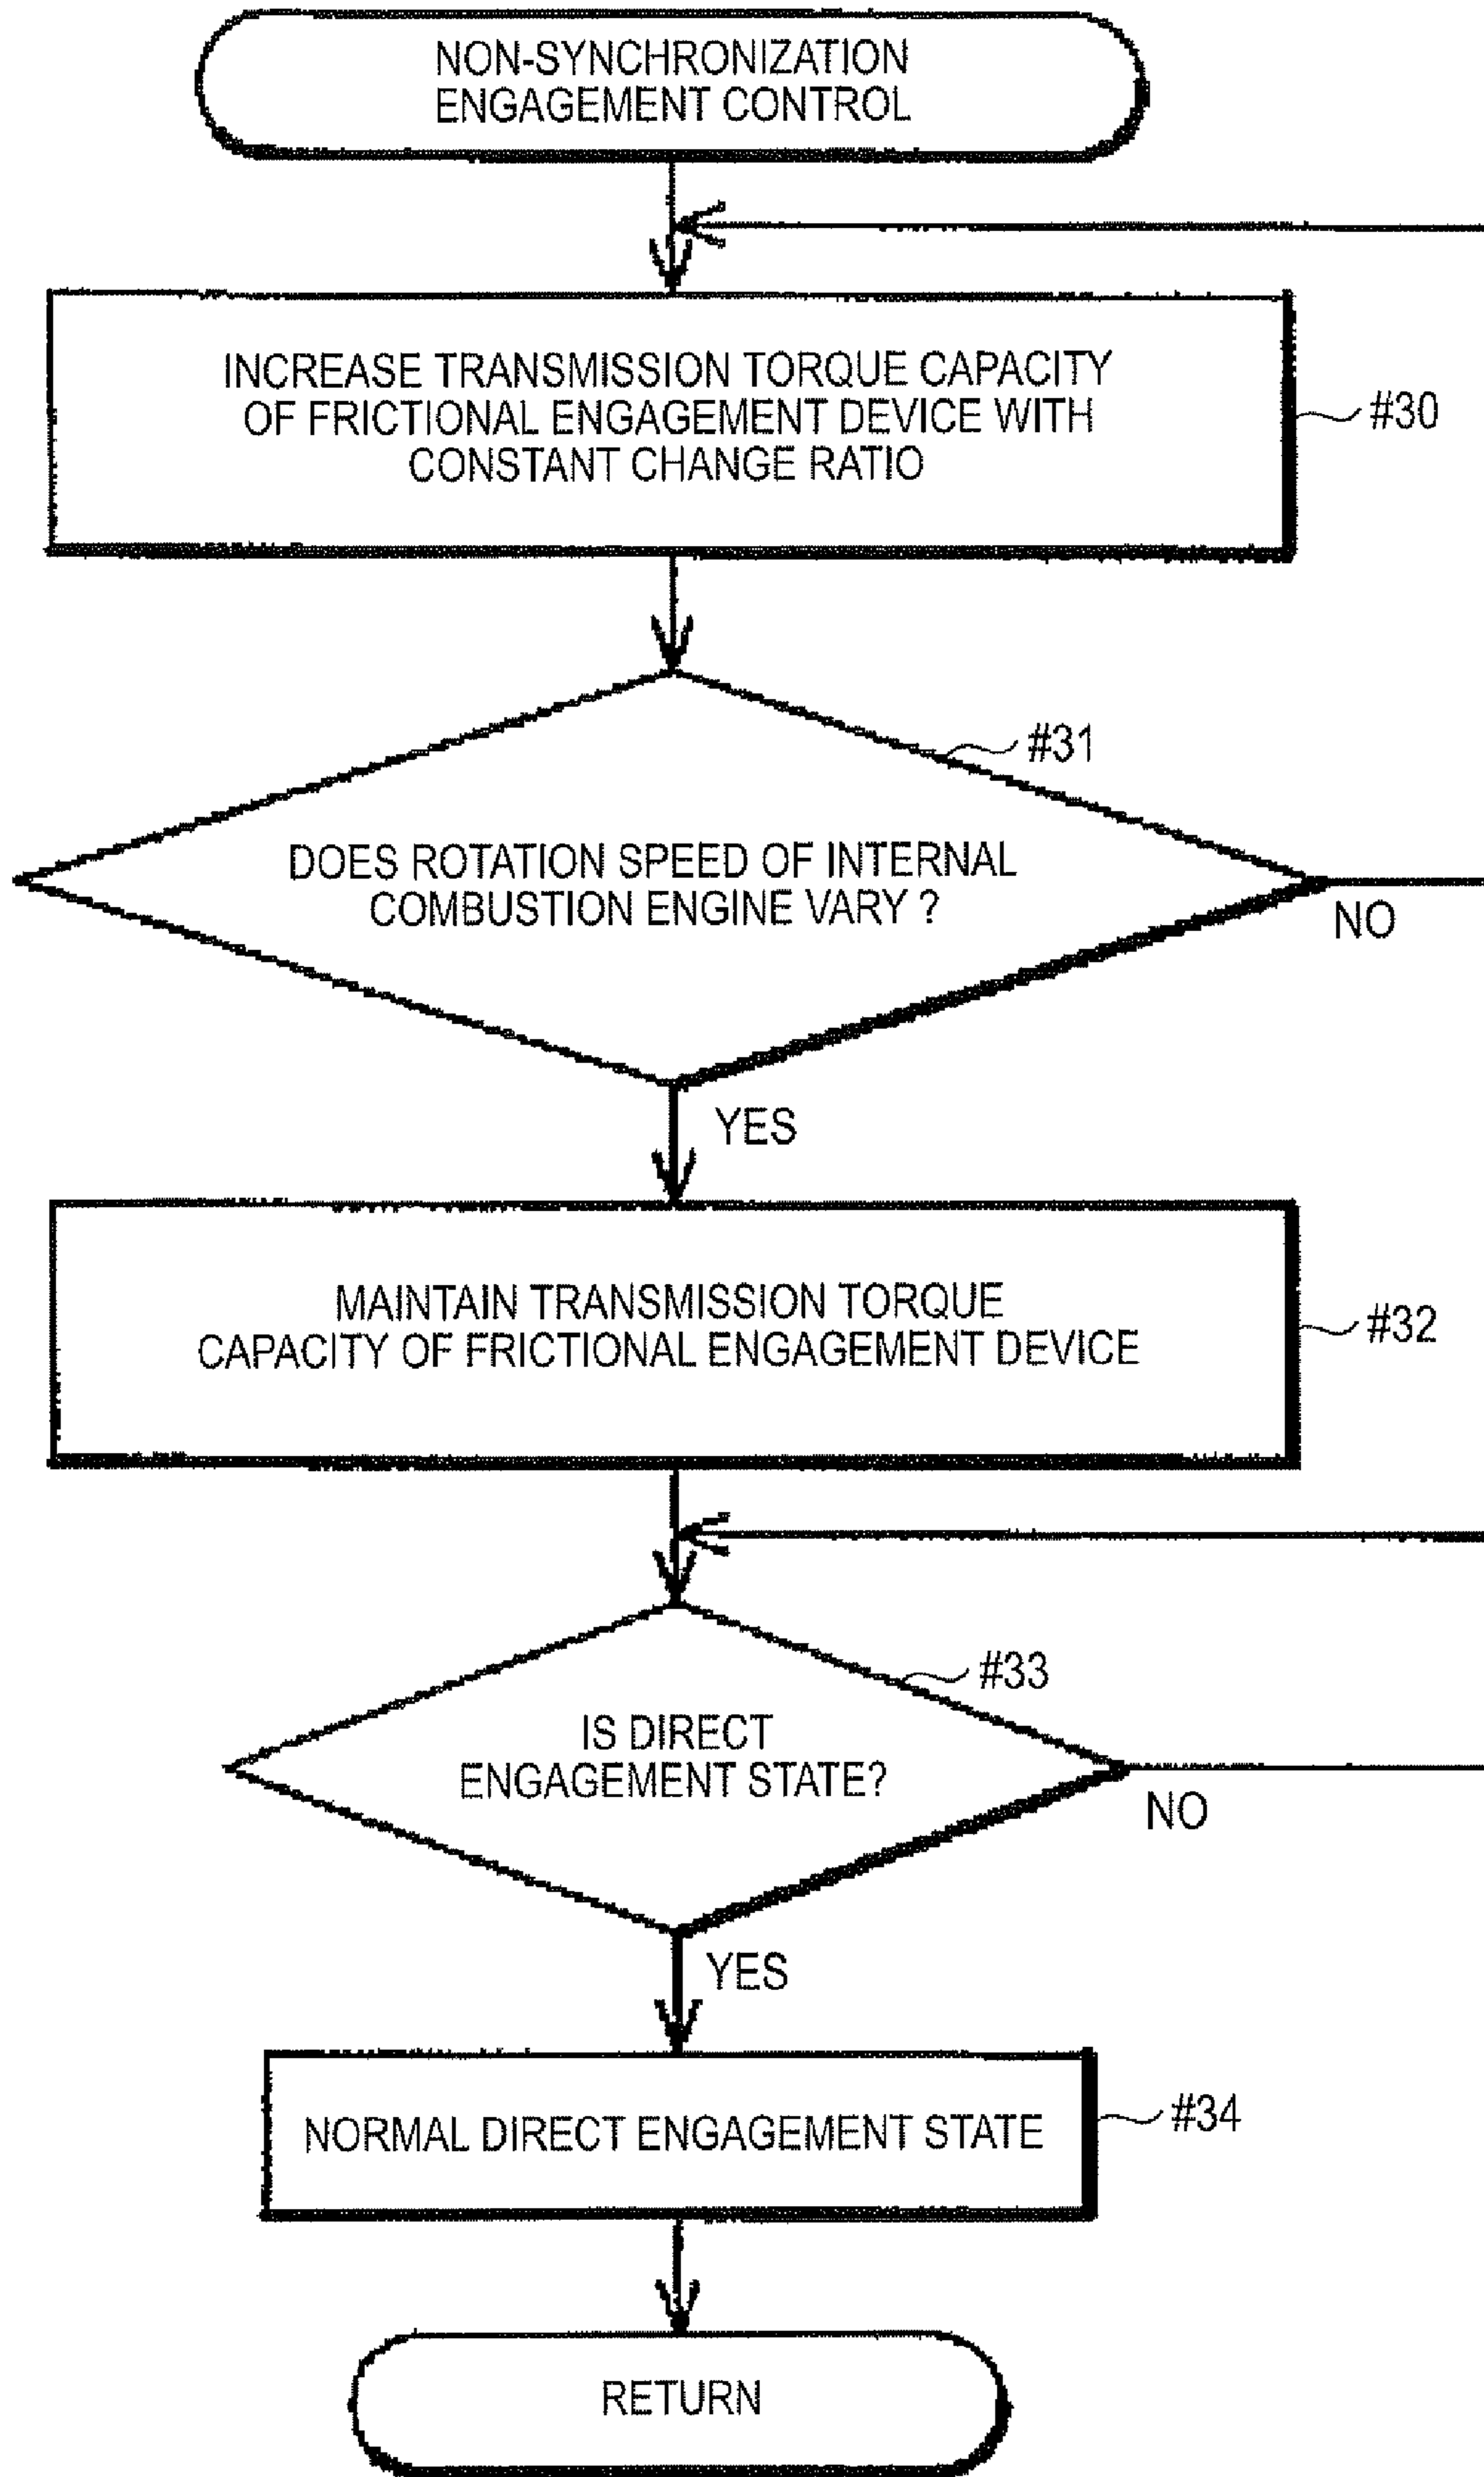 NON-SYNCHRONIZATION
ENGAGEMENT CONTROL
INCREASE TRANSMISSION TORQUE CAPACITY
OF FRICTIONAL ENGAGEMENT DEVICE WITH
CONSTANT CHANGE RATIO
#30
#31
DOES ROTATION SPEED OF INTERNAL
COMBUSTION ENGINE VARY ?
NO
YES
MAINTAIN TRANSMISSION TORQUE
CAPACITY OF FRICTIONAL ENGAGEMENT DEVICE
#32
#33
IS DIRECT
ENGAGEMENT STATE?
NO
YES
NORMAL DIRECT ENGAGEMENT STATE
#34
RETURN